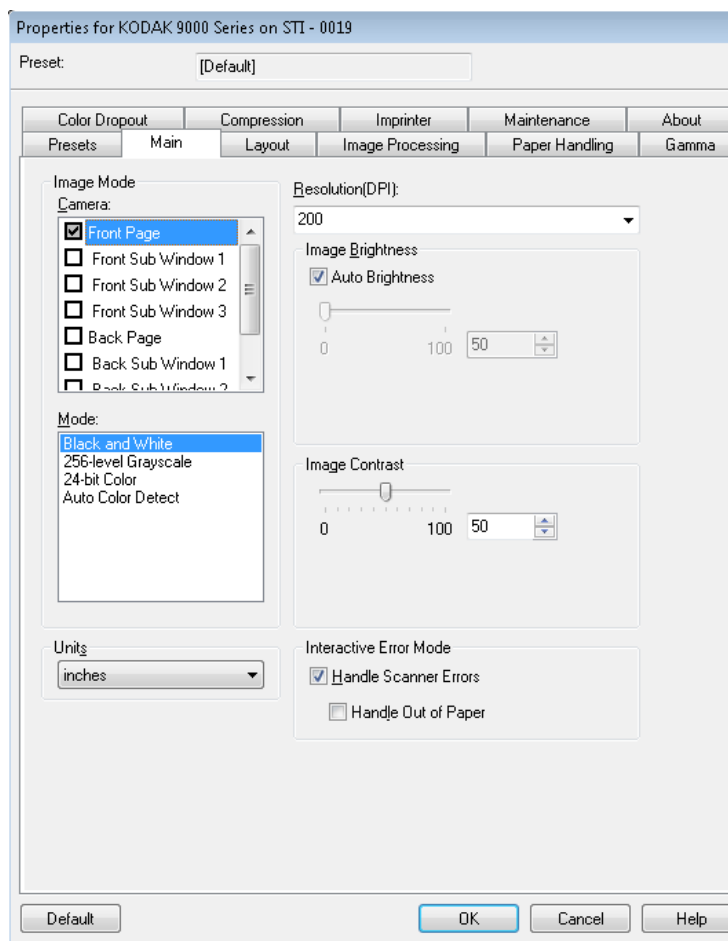 Properties for KODAK 9000 Series on STI - 0019
Preset: [Default]
Color Dropout Compression Imprinter Maintenance About
Presets Main Layout Image Processing Paper Handling Gamma
Image Mode
Camera:
Front Page
Front Sub Window 1
Front Sub Window 2
Front Sub Window 3
Back Page
Back Sub Window 1
Back Sub Window 2
Mode:
Black and White
256-level Grayscale
24-bit Color
Auto Color Detect
Units
inches
Resolution(DPI):
200
Image Brightness
Auto Brightness
0 100 50
Image Contrast
0 100 50
Interactive Error Mode
Handle Scanner Errors
Handle Out of Paper
Default OK Cancel Help